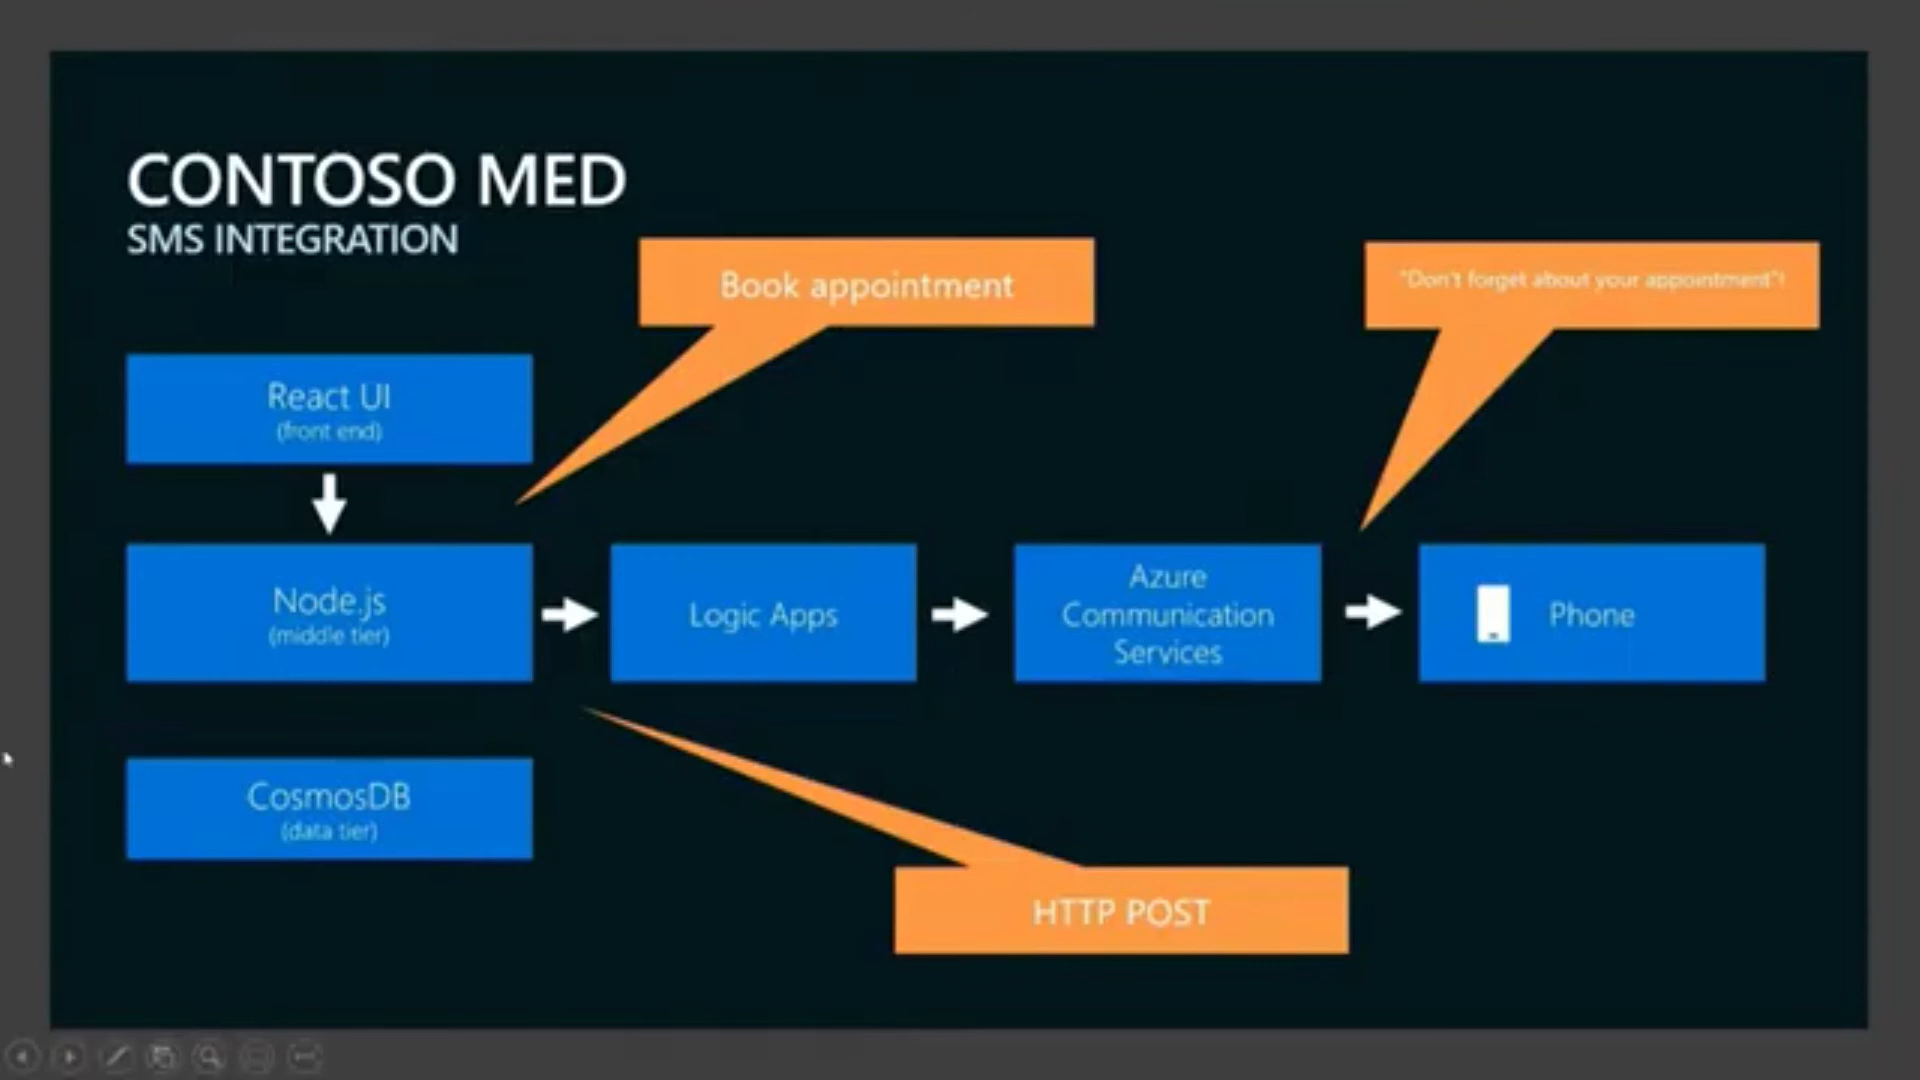 CONTOSO MED
SMS INTEGRATION
Book appointment
"Don't forget about your appointment"!
React UI
(front end)
Node.js
(middle tier)
Logic Apps
Azure
Communication
Services
Phone
CosmosDB
(data tier)
HTTP POST